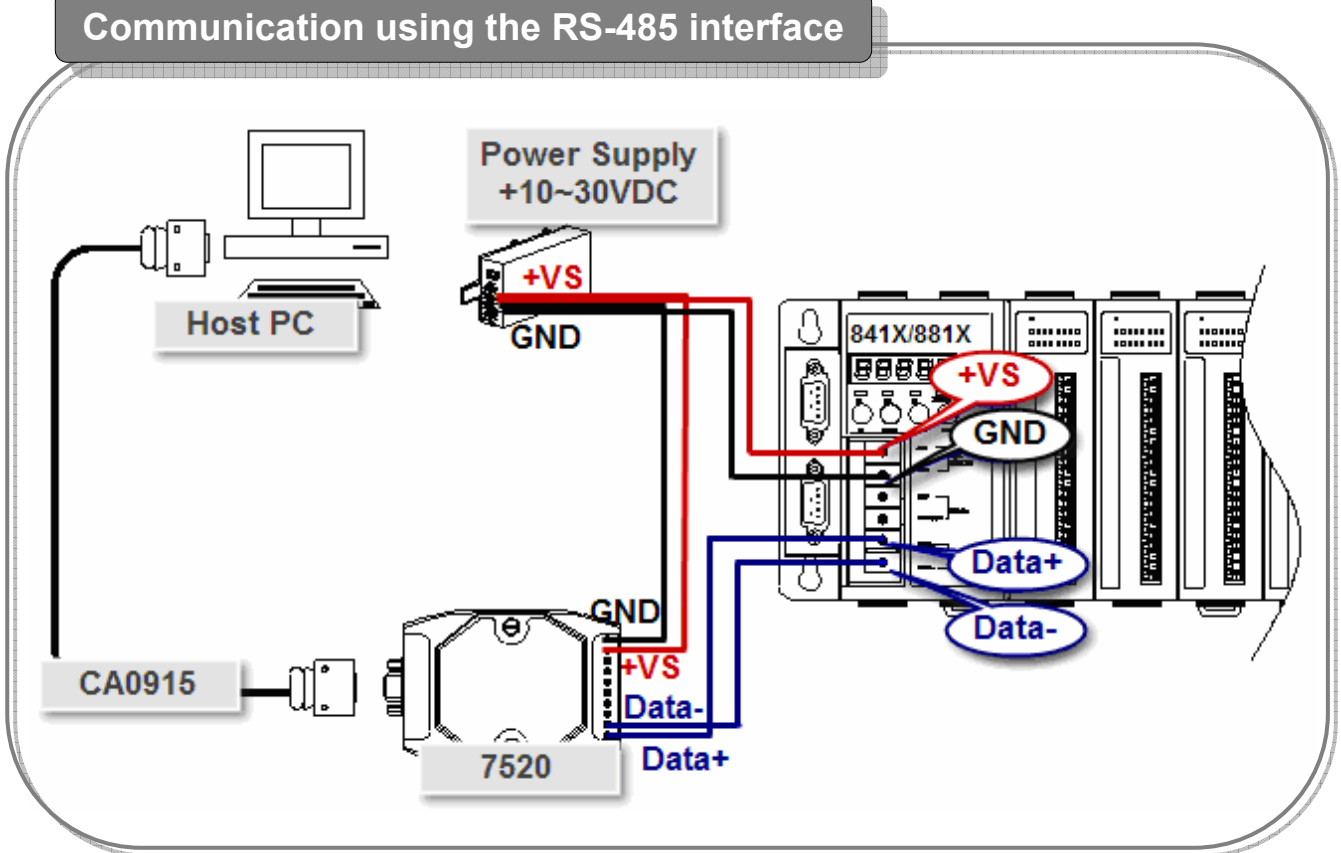 Communication using the RS-485 interface
Power Supply
+10~30VDC
Host PC
+VS
GND
841X/881X
+VS
GND
Data+
Data-
GND
+VS
Data-
Data+
CA0915
7520